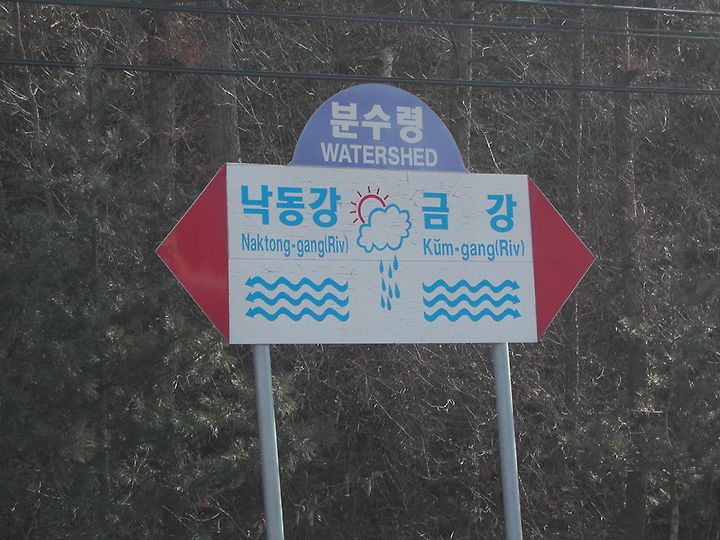 분수령
WATERSHED
낙동강
Naktong-gang(Riv)
금 강
Kŭm-gang(Riv)